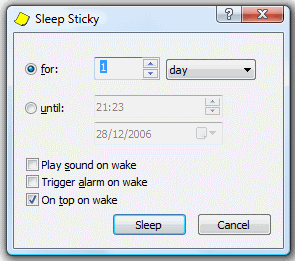 Sleep Sticky
for: 1 day
until: 21:23
28/12/2006
Play sound on wake
Trigger alarm on wake
On top on wake
Sleep Cancel